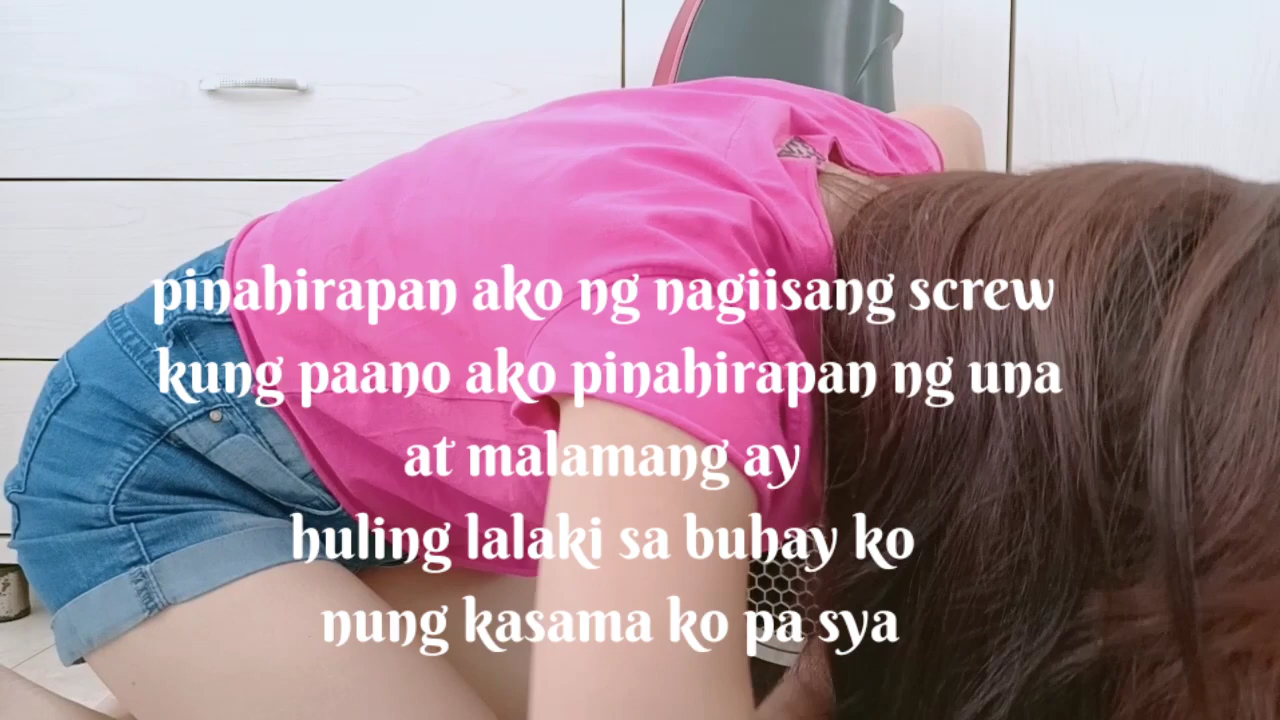 pinahirapan ako ng nagiisang screw
kung paano ako pinahirapan ng una
at malamang ay
huling lalaki sa buhay ko
nung kasama ko pa sya